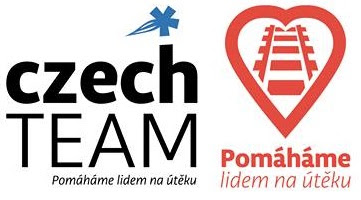 czech
TEAM
Pomáháme lidem na útěku
Pomáháme
lidem na útěku